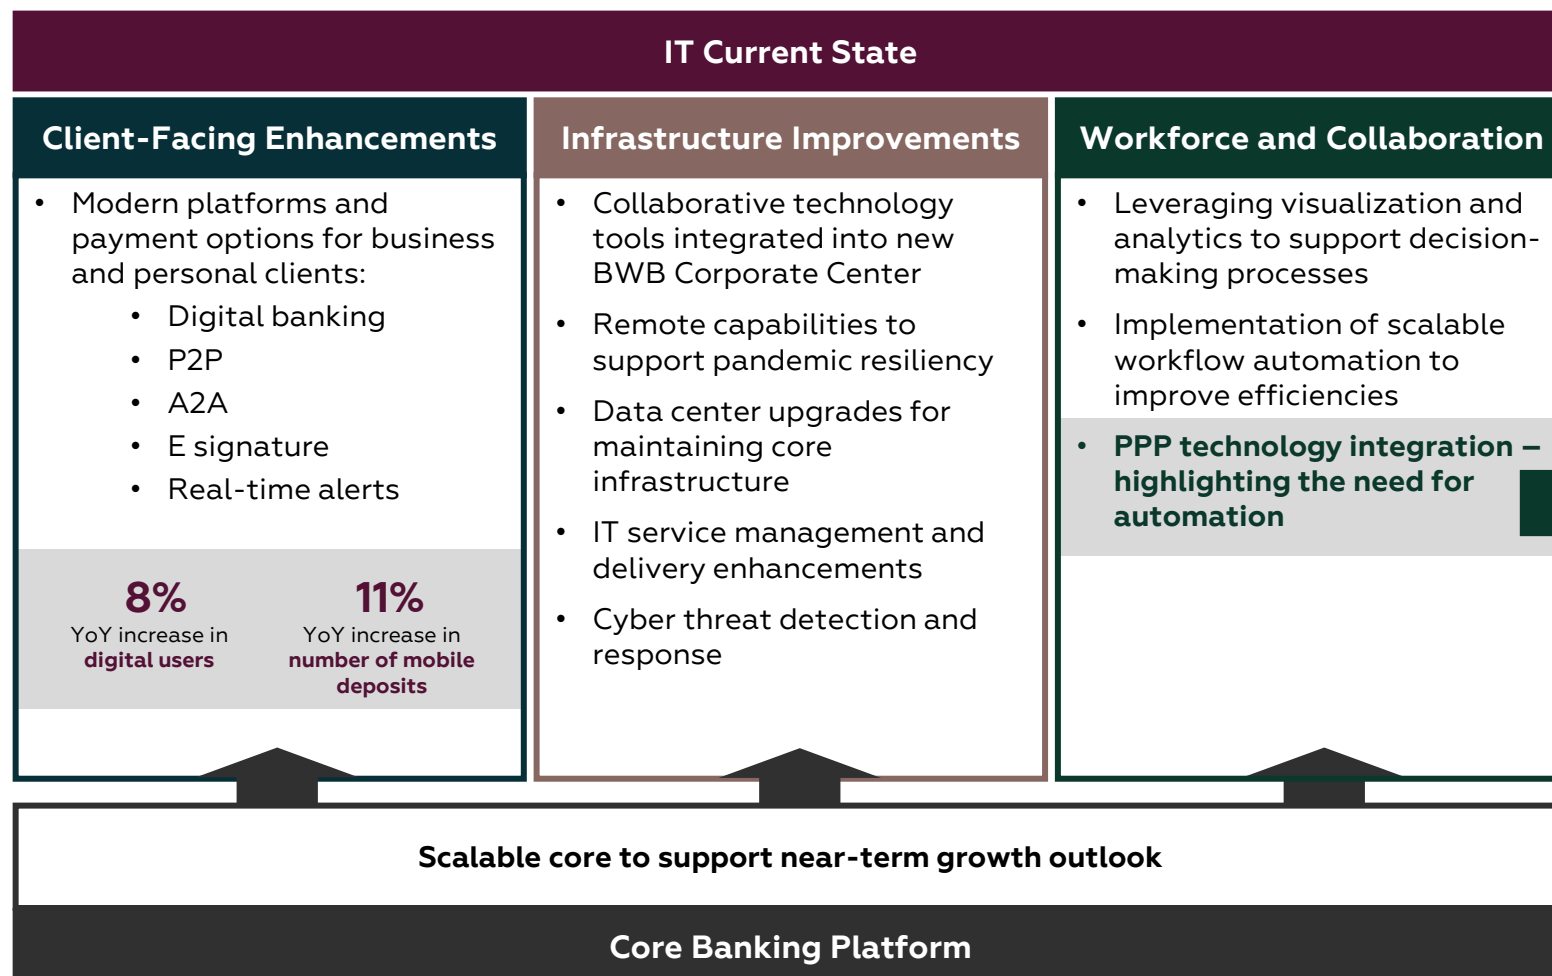 IT Current State
Client-Facing Enhancements
• Modern platforms and
payment options for business
and personal clients:
• Digital banking
• P2P
• A2A
• E signature
• Real-time alerts
8%
YoY increase in
digital users
11%
YoY increase in
number of mobile
deposits
Infrastructure Improvements
• Collaborative technology
tools integrated into new
BWB Corporate Center
• Remote capabilities to
support pandemic resiliency
• Data center upgrades for
maintaining core
infrastructure
• IT service management and
delivery enhancements
• Cyber threat detection and
response
Workforce and Collaboration
• Leveraging visualization and
analytics to support decision-
making processes
• Implementation of scalable
workflow automation to
improve efficiencies
• PPP technology integration –
highlighting the need for
automation
Scalable core to support near-term growth outlook
Core Banking Platform